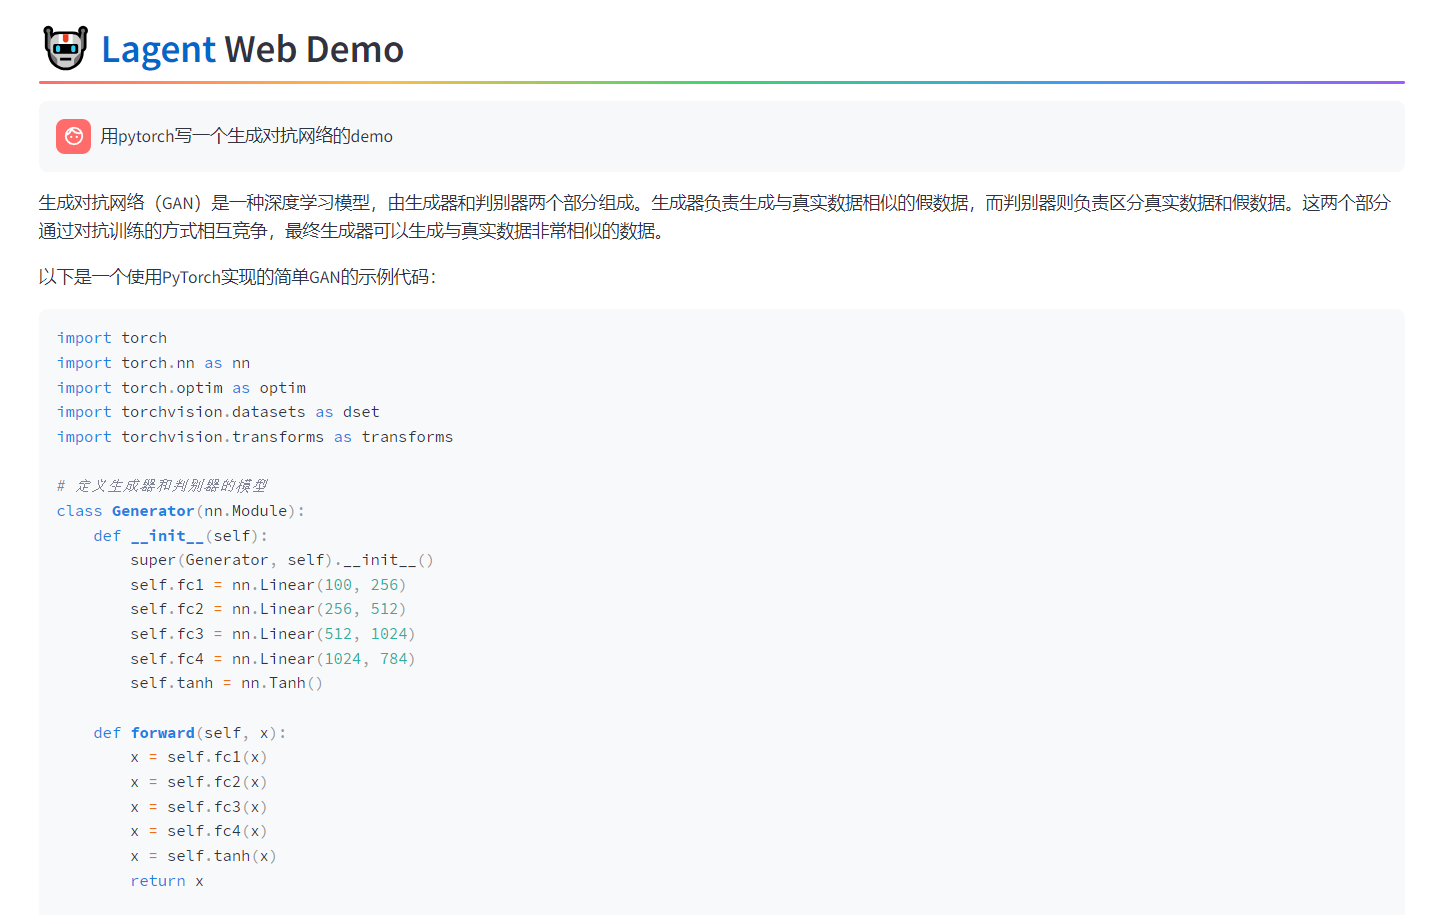 Lagent Web Demo
用pytorch写一个生成对抗网络的demo
生成对抗网络（GAN）是一种深度学习模型，由生成器和判别器两个部分组成。生成器负责生成与真实数据相似的假数据，而判别器则负责区分真实数据和假数据。这两个部分
通过对抗训练的方式相互竞争，最终生成器可以生成与真实数据非常相似的数据。
以下是一个使用PyTorch实现的简单GAN的示例代码：
import torch
import torch.nn as nn
import torch.optim as optim
import torchvision.datasets as dset
import torchvision.transforms as transforms
# 定义生成器和判别器的模型
class Generator(nn.Module):
    def __init__(self):
        super(Generator, self).__init__()
        self.fc1 = nn.Linear(100, 256)
        self.fc2 = nn.Linear(256, 512)
        self.fc3 = nn.Linear(512, 1024)
        self.fc4 = nn.Linear(1024, 784)
        self.tanh = nn.Tanh()
    def forward(self, x):
        x = self.fc1(x)
        x = self.fc2(x)
        x = self.fc3(x)
        x = self.fc4(x)
        x = self.tanh(x)
        return x